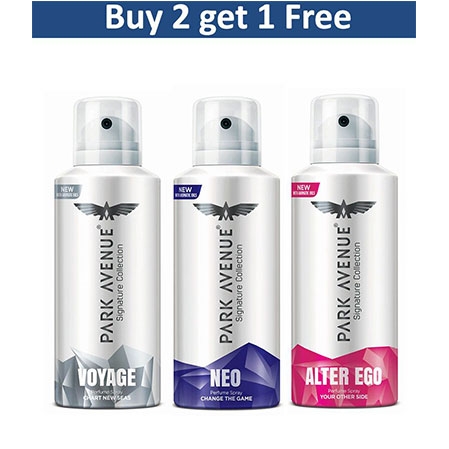 Buy 2 get 1 Free
NEW
PARK AVENUE®
Signature Collection
VOYAGE
Perfume Spray
CHART NEW SEAS
NEW
PARK AVENUE®
Signature Collection
NEO
Perfume Spray
CHANGE THE GAME
NEW
PARK AVENUE®
Signature Collection
ALTER EGO
Perfume Spray
YOUR OTHER SIDE